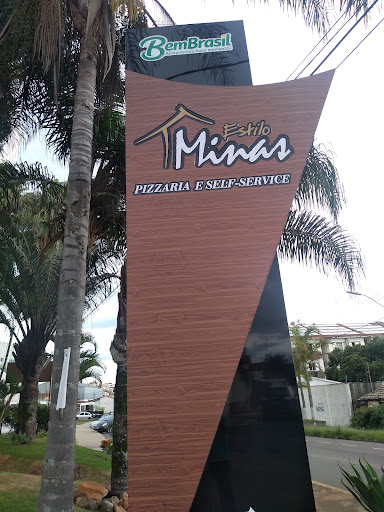 BemBrasil
Estilo
Minas
PIZZARIA E SELF-SERVICE